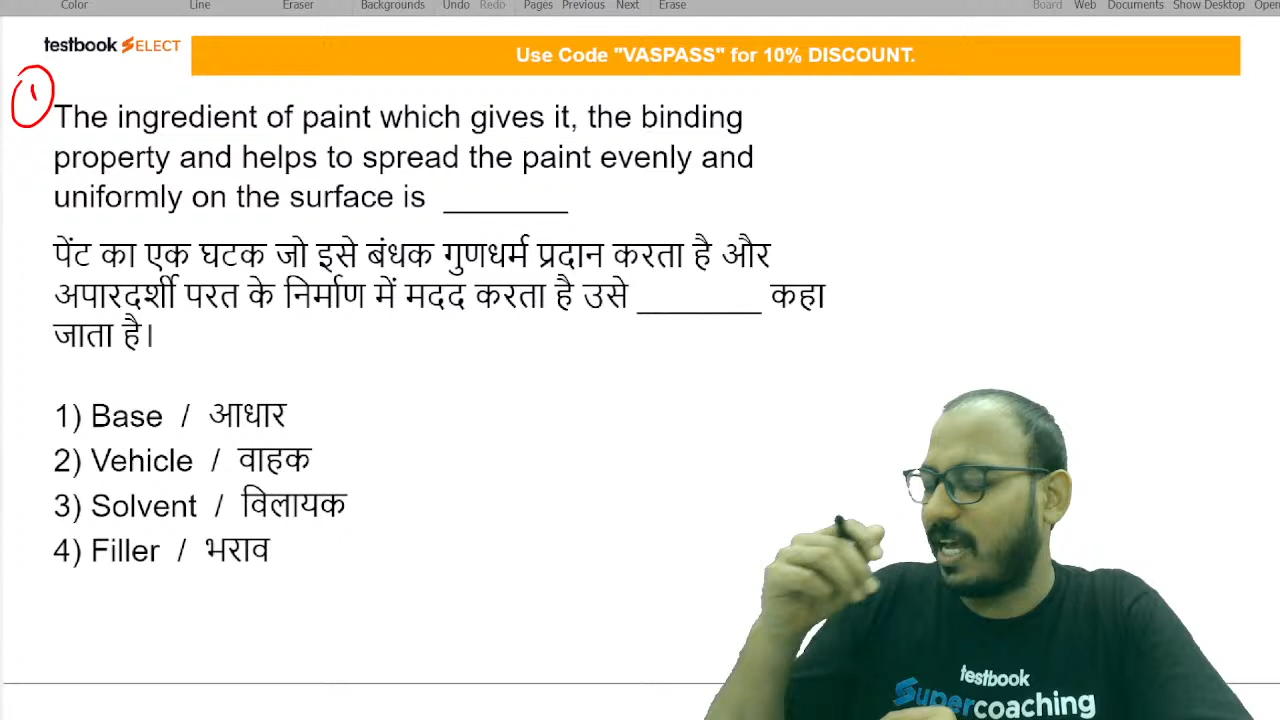 Color Line Eraser Backgrounds Undo Redo Pages Previous Next Erase Board Web Documents Show Desktop Open
testbook SELECT
Use Code "VASPASS" for 10% DISCOUNT.
1
The ingredient of paint which gives it, the binding
property and helps to spread the paint evenly and
uniformly on the surface is ________
पेंट का एक घटक जो इसे बंधक गुणधर्म प्रदान करता है और
अपारदर्शी परत के निर्माण में मदद करता है उसे ________ कहा
जाता है।
1) Base / आधार
2) Vehicle / वाहक
3) Solvent / विलायक
4) Filler / भराव
testbook
Supercoaching